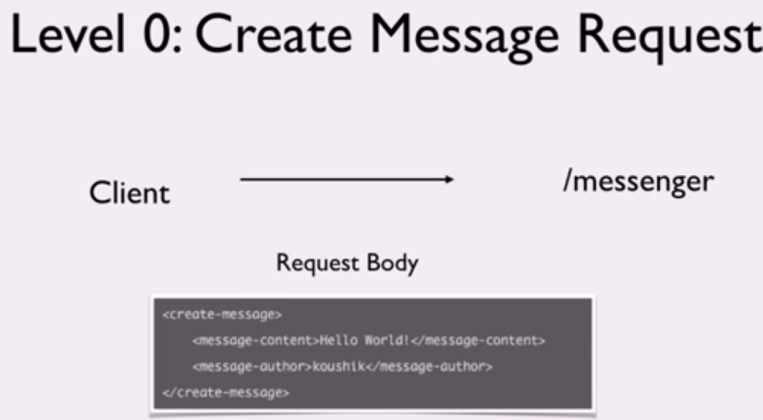 Level 0: Create Message Request
Client
/messenger
Request Body
<create-message>
<message-content>Hello World!</message-content>
<message-author>koushik</message-author>
</create-message>